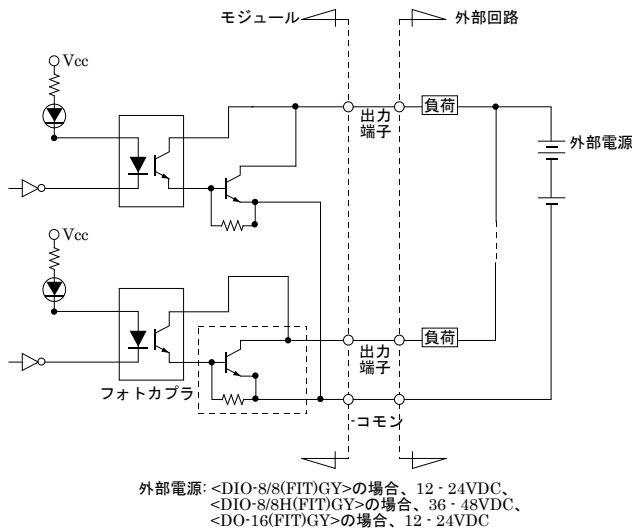 モジュール
外部回路
Vcc
出力
端子
負荷
外部電源
Vcc
出力
端子
負荷
フォトカプラ
-コモン
外部電源: <DIO-8/8(FIT)GY>の場合、12 - 24VDC、
<DIO-8/8H(FIT)GY>の場合、36 - 48VDC、
<DO-16(FIT)GY>の場合、12 - 24VDC